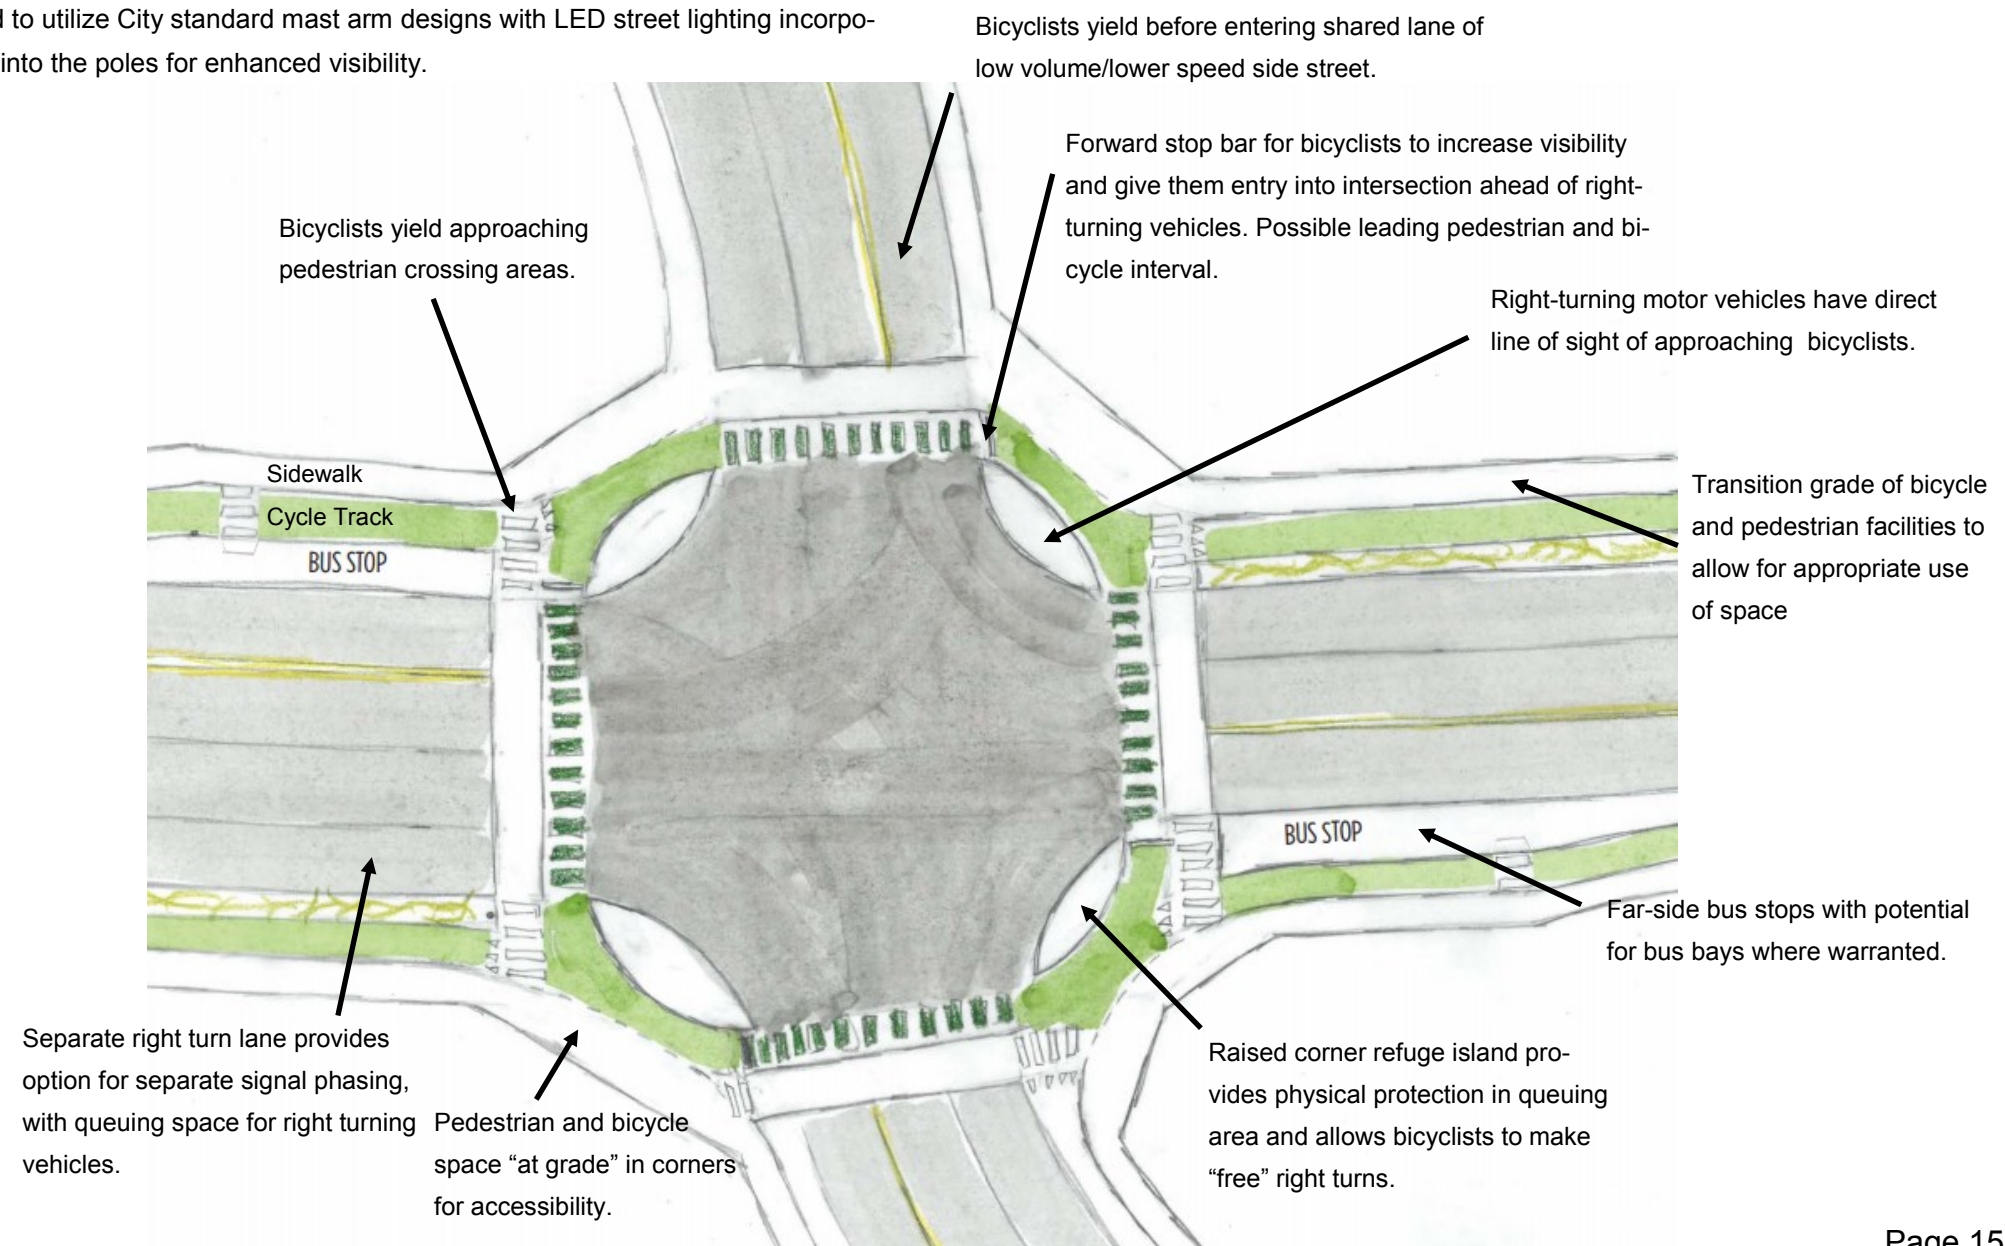 d to utilize City standard mast arm designs with LED street lighting incorpo-
into the poles for enhanced visibility.
Bicyclists yield before entering shared lane of
low volume/lower speed side street.
Forward stop bar for bicyclists to increase visibility
and give them entry into intersection ahead of right-
turning vehicles. Possible leading pedestrian and bi-
cycle interval.
Bicyclists yield approaching
pedestrian crossing areas.
Right-turning motor vehicles have direct
line of sight of approaching bicyclists.
Sidewalk
Cycle Track
BUS STOP
Transition grade of bicycle
and pedestrian facilities to
allow for appropriate use
of space
BUS STOP
Far-side bus stops with potential
for bus bays where warranted.
Separate right turn lane provides
option for separate signal phasing,
with queuing space for right turning
vehicles.
Pedestrian and bicycle
space “at grade” in corners
for accessibility.
Raised corner refuge island pro-
vides physical protection in queuing
area and allows bicyclists to make
“free” right turns.
Page 15